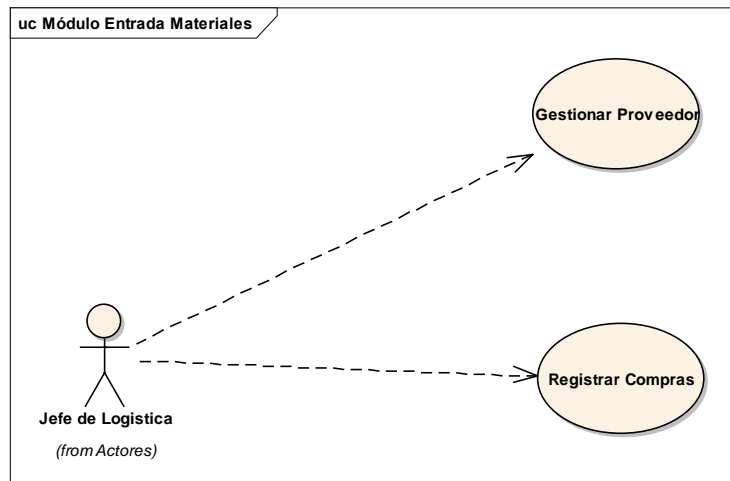 uc Módulo Entrada Materiales
Gestionar Proveedor
Registrar Compras
Jefe de Logistica
(from Actores)